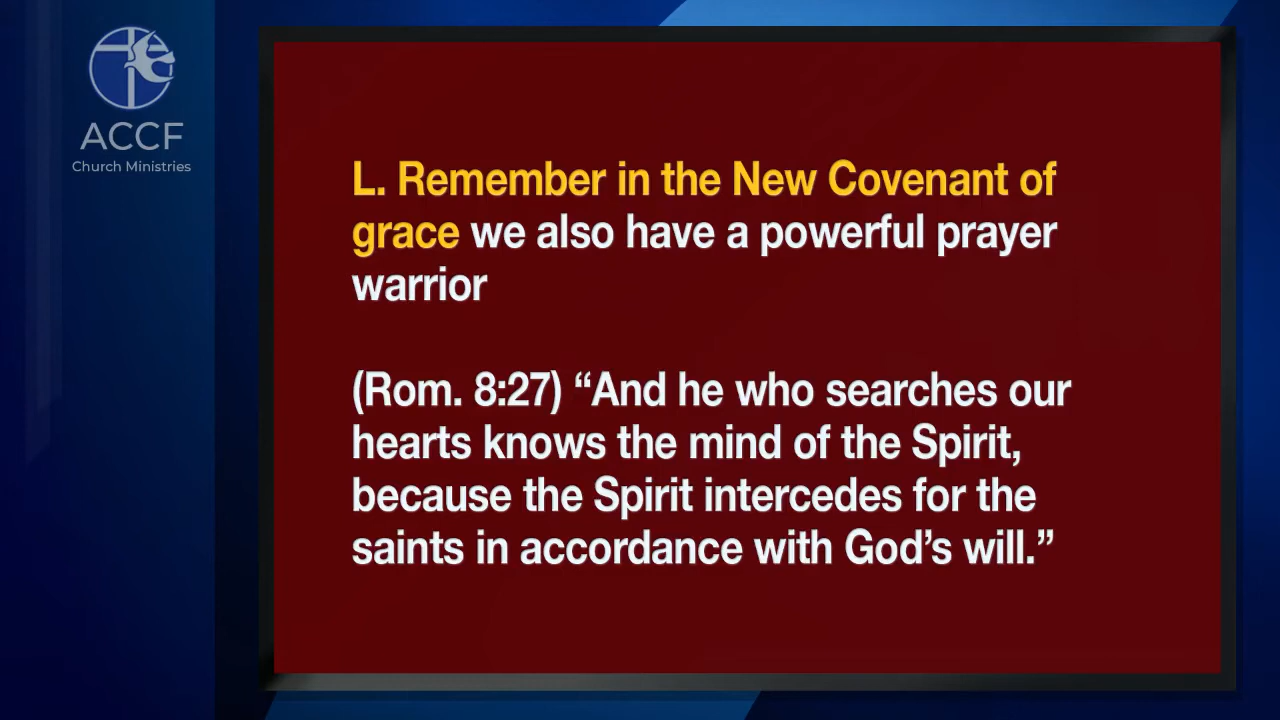 ACCF
Church Ministries
L. Remember in the New Covenant of
grace we also have a powerful prayer
warrior
(Rom. 8:27) “And he who searches our
hearts knows the mind of the Spirit,
because the Spirit intercedes for the
saints in accordance with God’s will.”